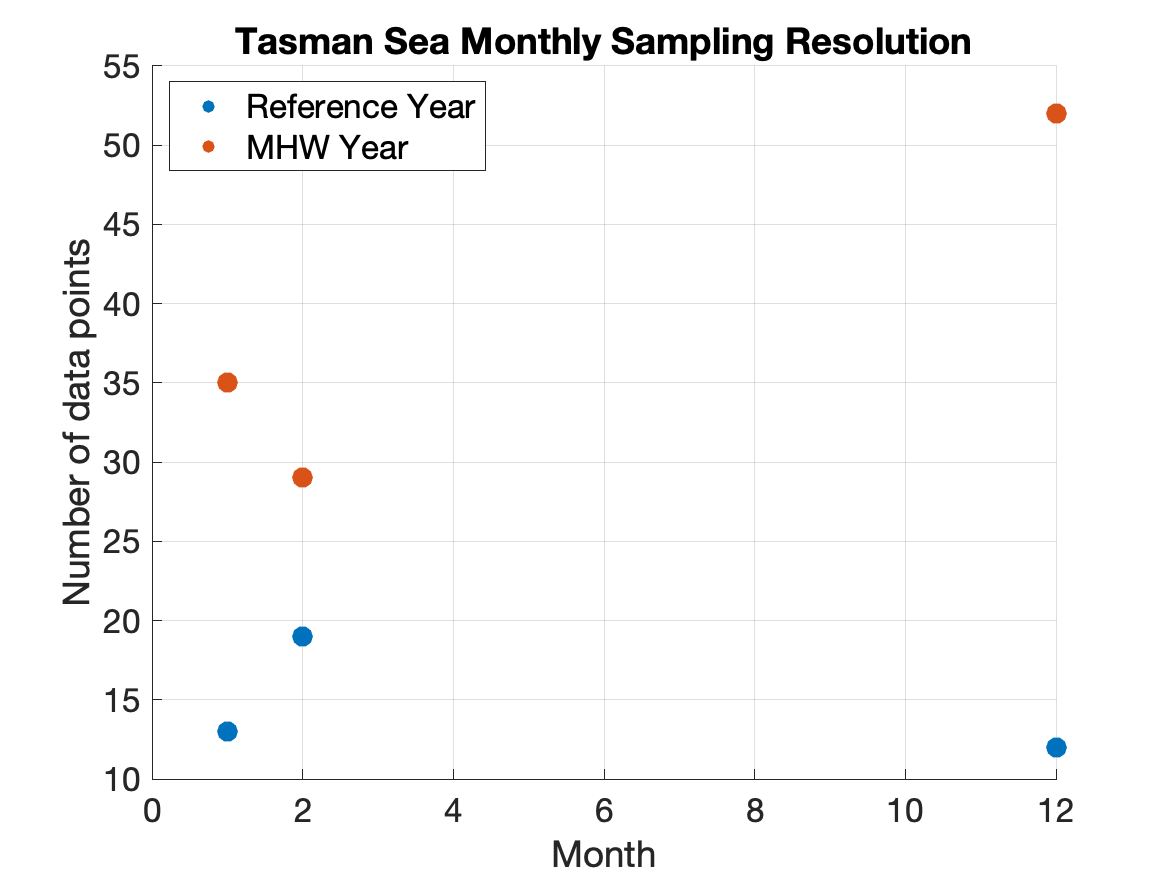 Tasman Sea Monthly Sampling Resolution
55
50
45
40
35
30
25
20
15
10
Number of data points
Reference Year
MHW Year
0 2 4 6 8 10 12
Month